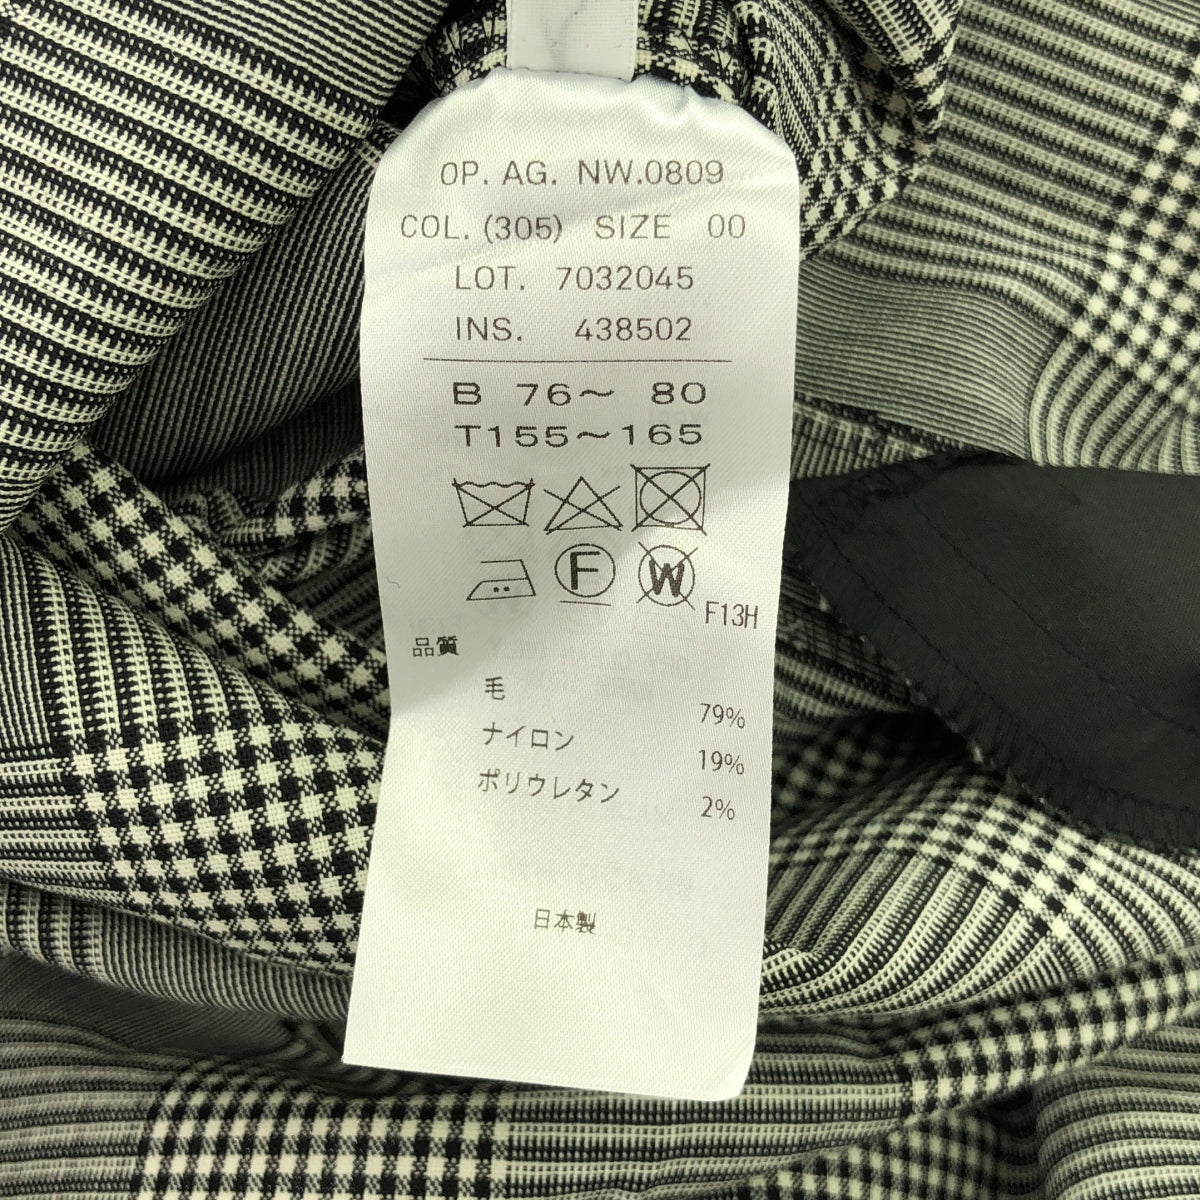 OP. AG. NW.0809
COL. (305) SIZE 00
LOT. 7032045
INS. 438502
B 76～ 80
T155～165
F W
F13H
品質
毛 79%
ナイロン 19%
ポリウレタン 2%
日本製